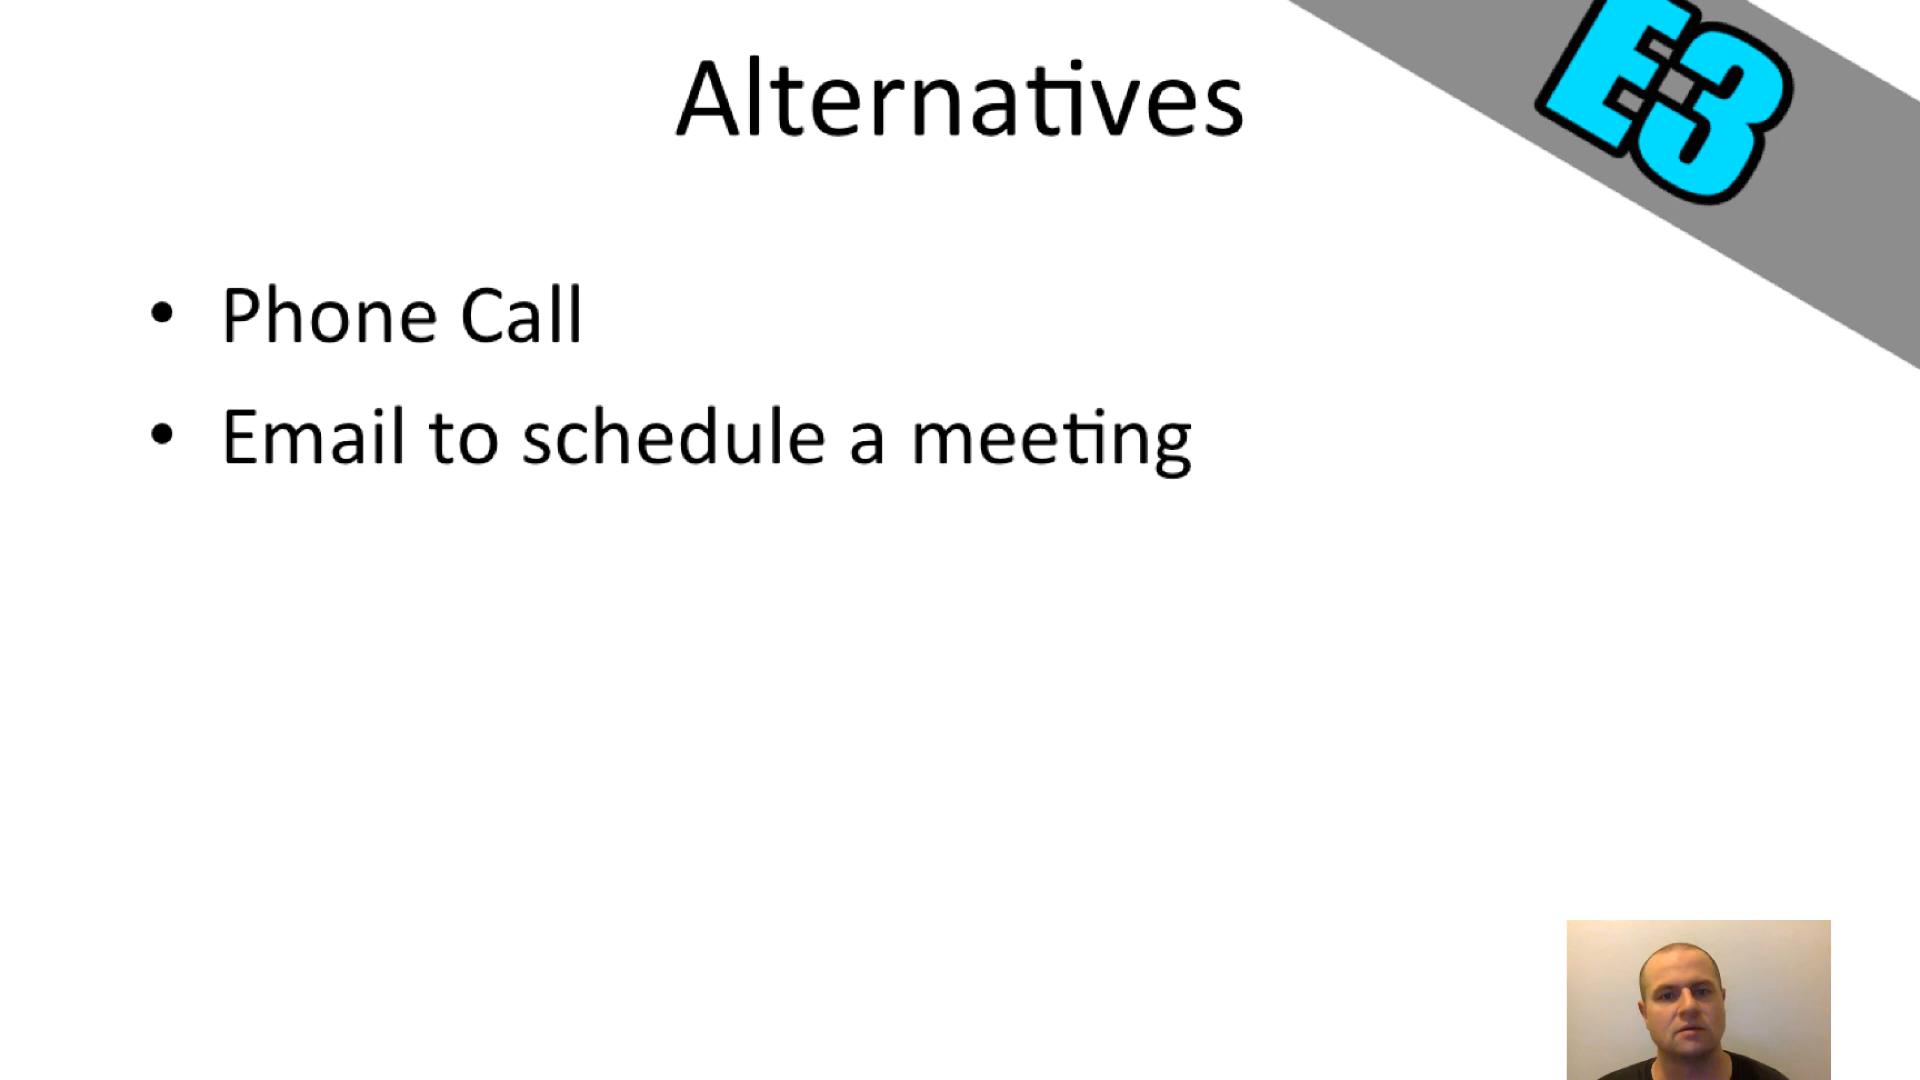 Alternatives
E3
• Phone Call
• Email to schedule a meeting